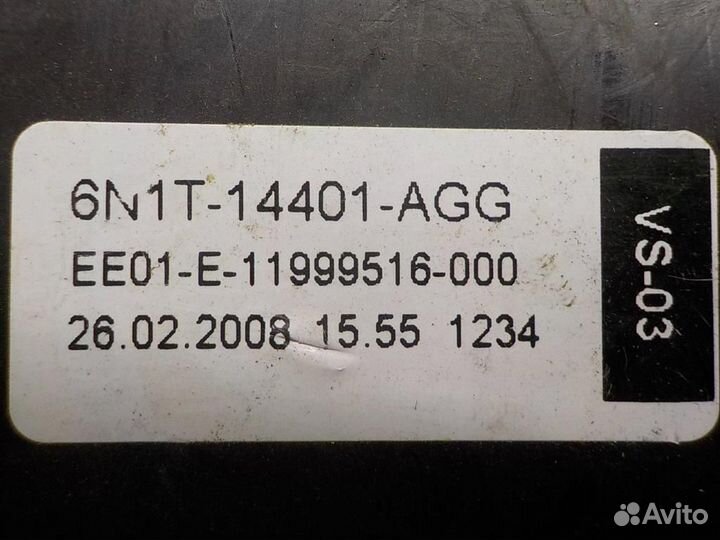 6N1T-14401-AGG
EE01-E-11999516-000
26.02.2008 15.55 1234
VS-03
Avito